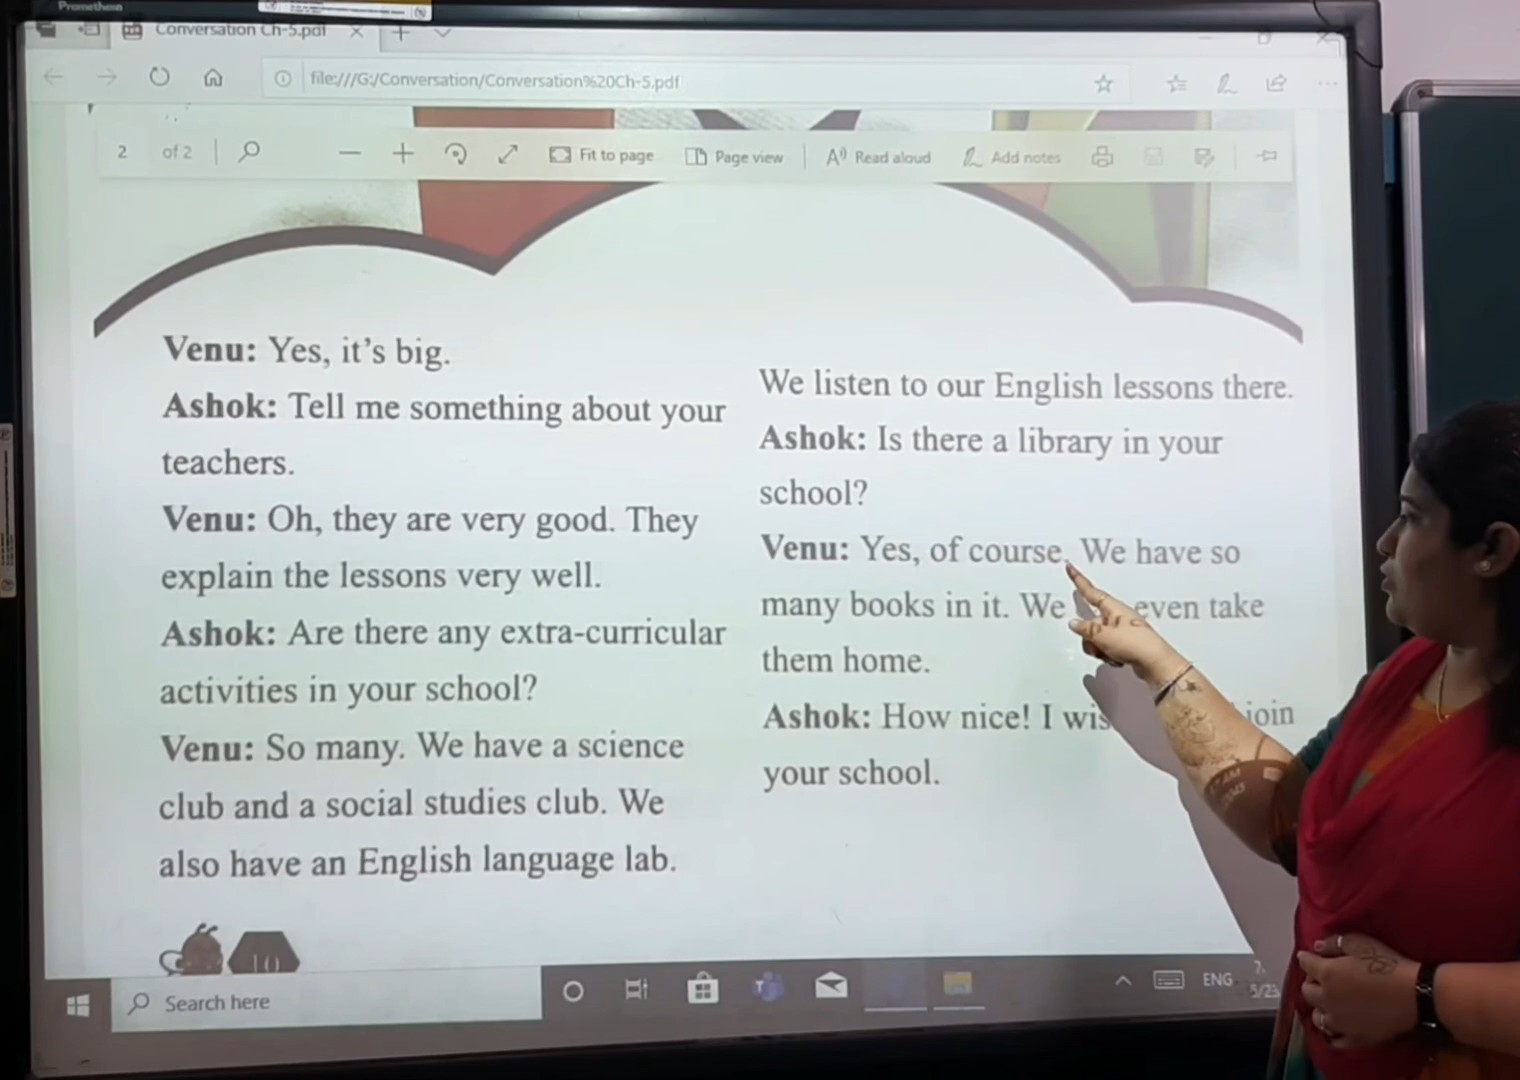 Promethean
Conversation Ch-5.pdf
file:///G:/Conversation/Conversation%20Ch-5.pdf
2 of 2 Fit to page Page view Read aloud Add notes
Venu: Yes, it's big.
Ashok: Tell me something about your
teachers.
Venu: Oh, they are very good. They
explain the lessons very well.
Ashok: Are there any extra-curricular
activities in your school?
Venu: So many. We have a science
club and a social studies club. We
also have an English language lab.
We listen to our English lessons there.
Ashok: Is there a library in your
school?
Venu: Yes, of course. We have so
many books in it. We even take
them home.
Ashok: How nice! I wis join
your school.
10
Search here
ENG